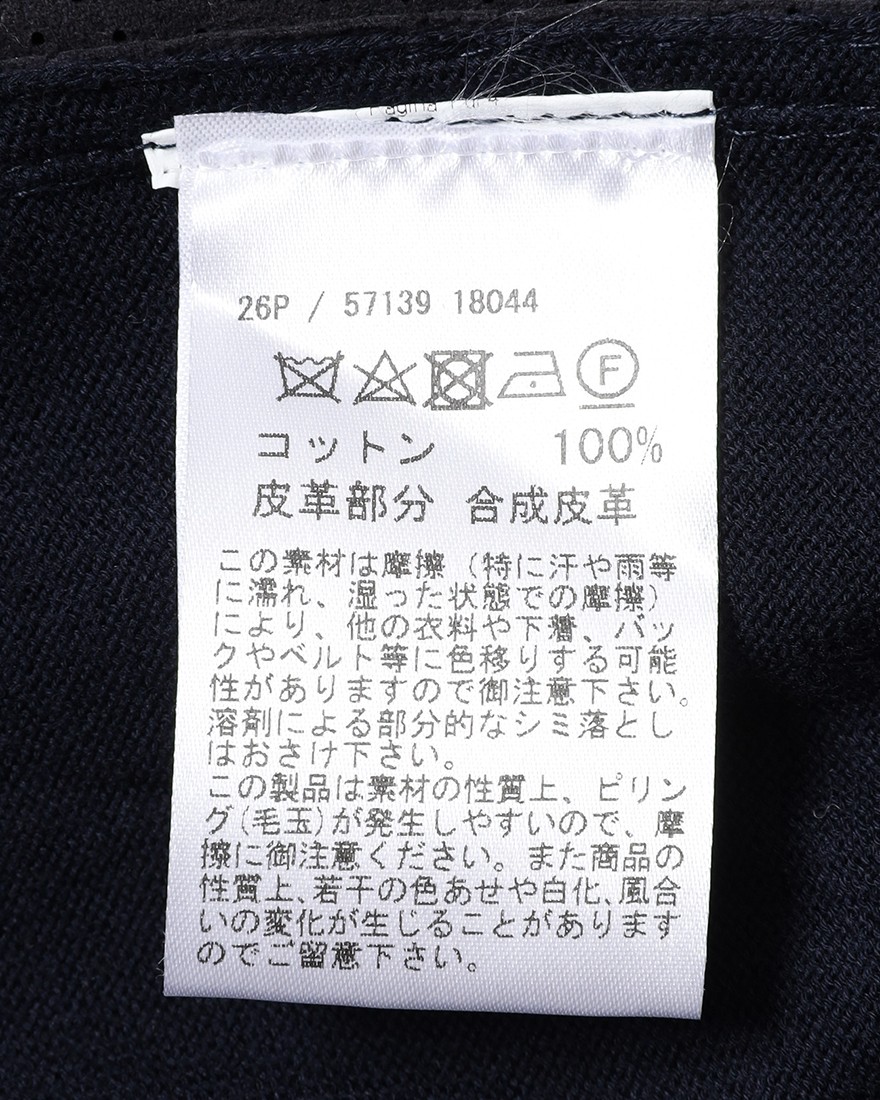 26P / 57139 18044
F
コットン 100%
皮革部分 合成皮革
この素材は摩擦（特に汗や雨等
に濡れ、湿った状態での摩擦）
により、他の衣料や下着、バッ
クやベルト等に色移りする可能
性がありますので御注意下さい。
溶剤による部分的なシミ落とし
はおさけ下さい。
この製品は素材の性質上、ピリン
グ(毛玉)が発生しやすいので、摩
擦に御注意ください。また商品の
性質上、若干の色あせや白化、風合
いの変化が生じることがあります
のでご留意下さい。